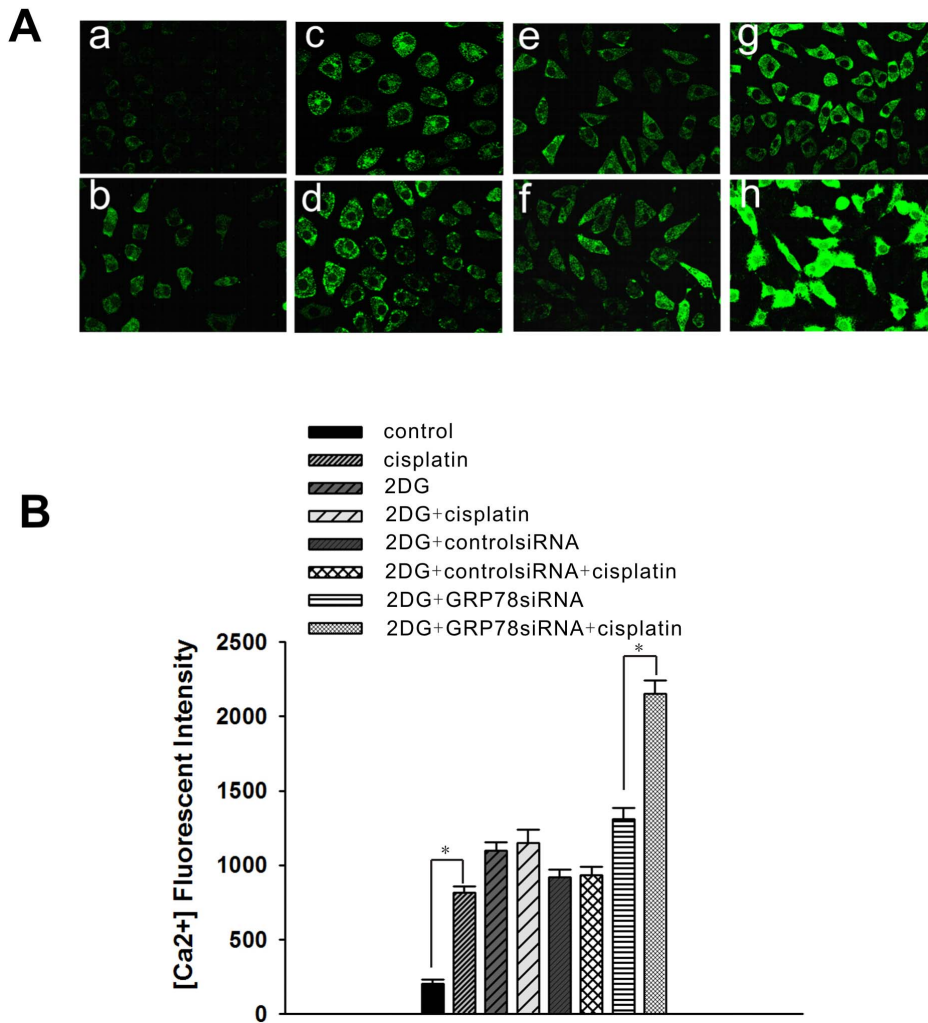 A
a c e g
b d f h
control
cisplatin
2DG
2DG+cisplatin
2DG+controlsiRNA
2DG+controlsiRNA+cisplatin
2DG+GRP78siRNA
2DG+GRP78siRNA+cisplatin
B
[Ca2+] Fluorescent Intensity
2500
2000
1500
1000
500
0
*
*